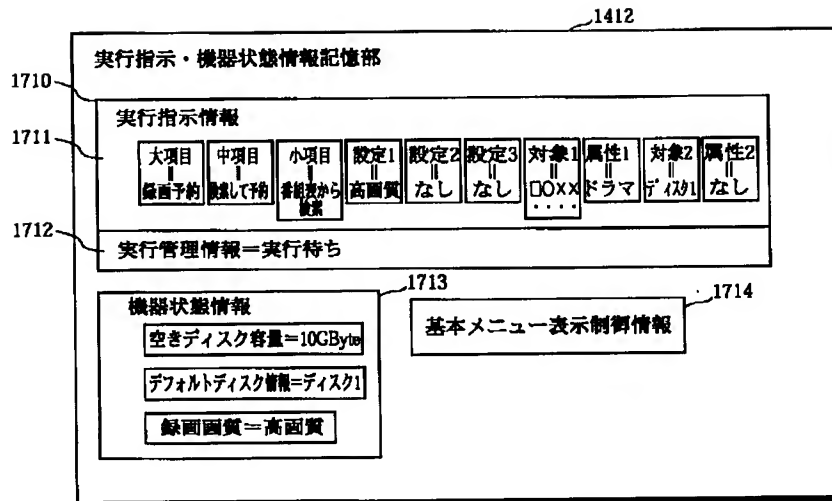 1412
実行指示・機器状態情報記憶部
1710
実行指示情報
1711
大項目 中項目 小項目 設定1 設定2 設定3 対象1 属性1 対象2 属性2
= = = = = = = = = =
録画予約 検索して予約 番組表から検索 高画質 なし なし □○×× ドラマ ディスク1 なし
・・・・
1712
実行管理情報=実行待ち
1713
機器状態情報
1714
空きディスク容量=10GByte
基本メニュー表示制御情報
デフォルトディスク情報=ディスク1
録画画質=高画質